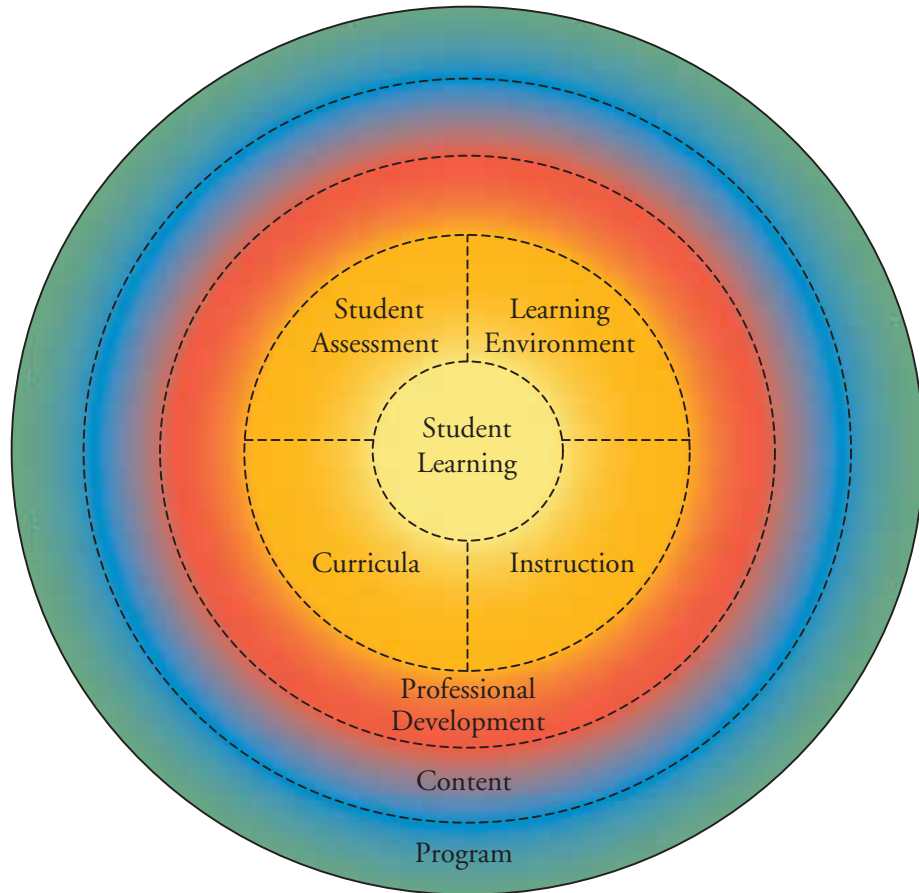 Student
Assessment
Learning
Environment
Student
Learning
Curricula
Instruction
Professional
Development
Content
Program